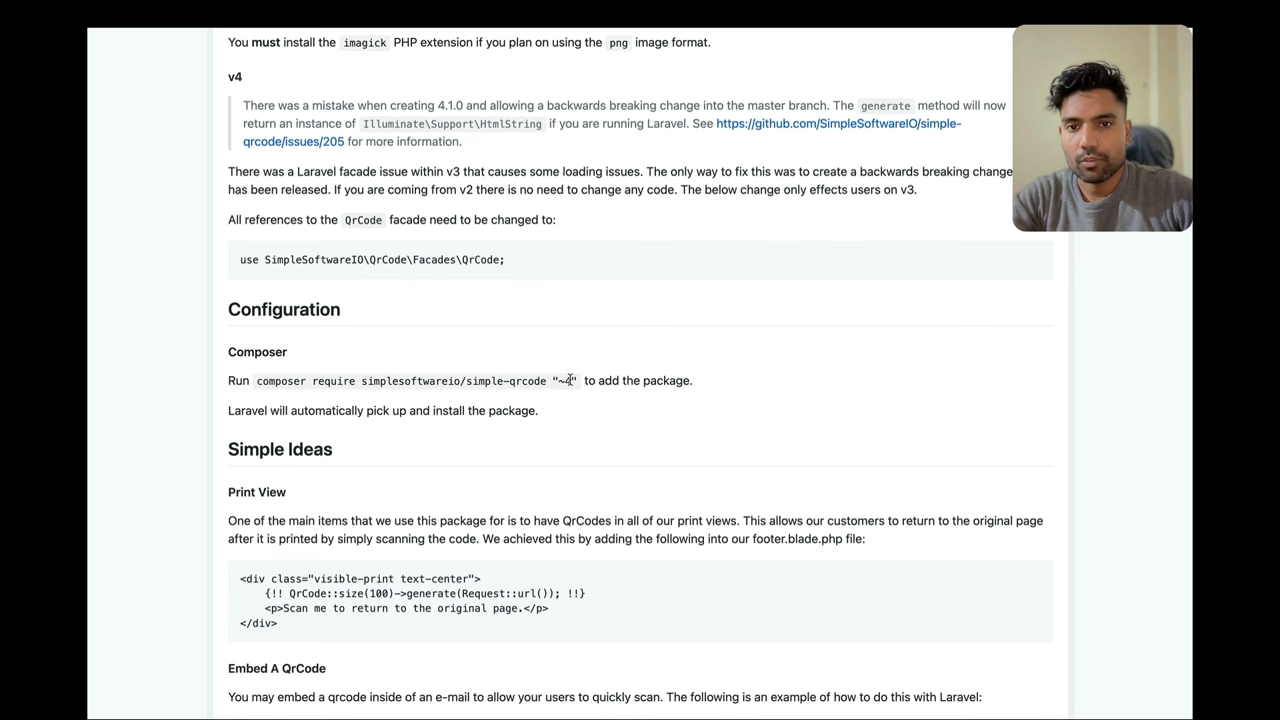 You must install the imagick PHP extension if you plan on using the png image format.
v4
There was a mistake when creating 4.1.0 and allowing a backwards breaking change into the master branch. The generate method will now
return an instance of Illuminate\Support\HtmlString if you are running Laravel. See https://github.com/SimpleSoftwareIO/simple-
qrcode/issues/205 for more information.
There was a Laravel facade issue within v3 that causes some loading issues. The only way to fix this was to create a backwards breaking change
has been released. If you are coming from v2 there is no need to change any code. The below change only effects users on v3.
All references to the QrCode facade need to be changed to:
use SimpleSoftwareIO\QrCode\Facades\QrCode;
Configuration
Composer
Run composer require simplesoftwareio/simple-qrcode "~4" to add the package.
Laravel will automatically pick up and install the package.
Simple Ideas
Print View
One of the main items that we use this package for is to have QrCodes in all of our print views. This allows our customers to return to the original page
after it is printed by simply scanning the code. We achieved this by adding the following into our footer.blade.php file:
<div class="visible-print text-center">
{!! QrCode::size(100)->generate(Request::url()); !!}
<p>Scan me to return to the original page.</p>
</div>
Embed A QrCode
You may embed a qrcode inside of an e-mail to allow your users to quickly scan. The following is an example of how to do this with Laravel: